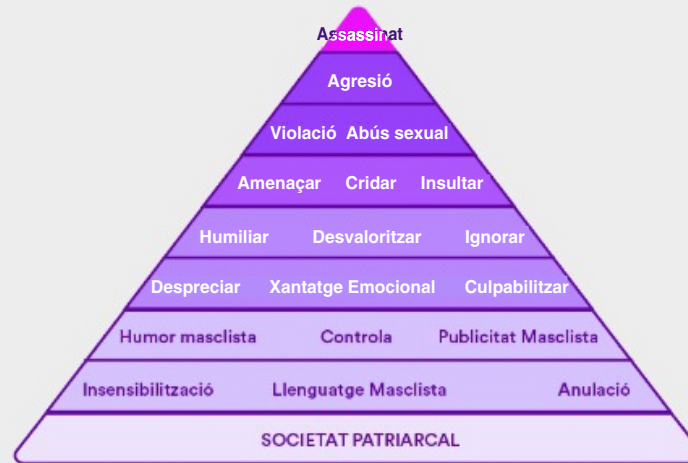 Assassinat
Agresió
Violació Abús sexual
Amenaçar Cridar Insultar
Humiliar Desvaloritzar Ignorar
Despreciar Xantatge Emocional Culpabilitzar
Humor masclista Controla Publicitat Masclista
Insensibilització Llenguatge Masclista Anulació
SOCIETAT PATRIARCAL